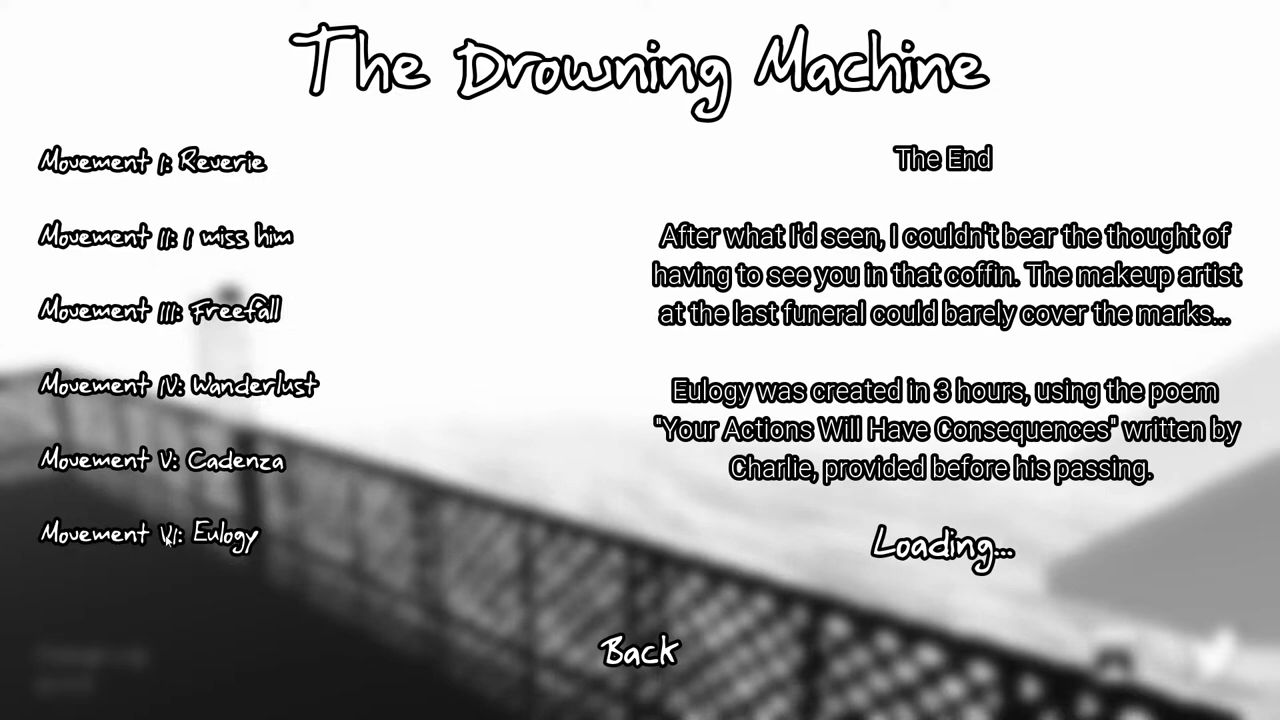 The Drowning Machine
Movement I: Reverie
Movement II: I miss him
Movement III: Freefall
Movement IV: Wanderlust
Movement V: Cadenza
Movement VI: Eulogy
The End
After what I'd seen, I couldn't bear the thought of
having to see you in that coffin. The makeup artist
at the last funeral could barely cover the marks...
Eulogy was created in 3 hours, using the poem
"Your Actions Will Have Consequences" written by
Charlie, provided before his passing.
Loading...
Back